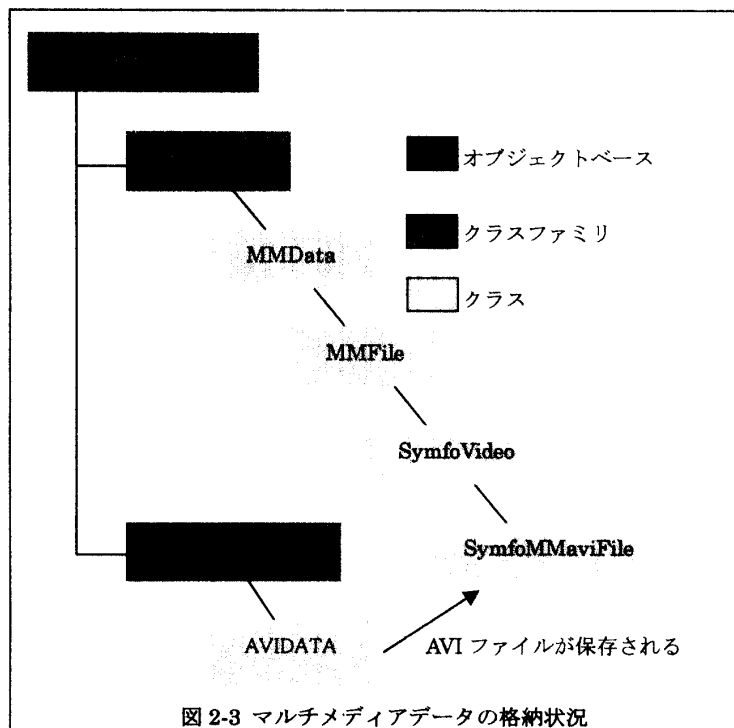 オブジェクトベース
クラスファミリ
MMData
クラス
MMFile
SymfoVideo
SymfoMMaviFile
AVIDATA
AVI ファイルが保存される
図 2-3 マルチメディアデータの格納状況